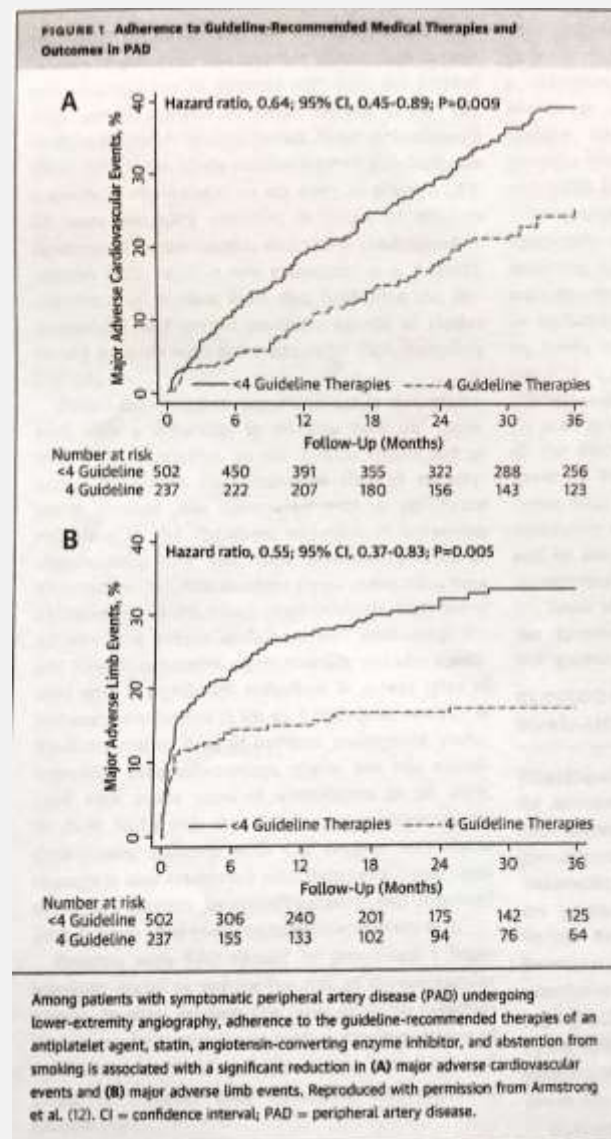 FIGURE 1 Adherence to Guideline-Recommended Medical Therapies and
Outcomes in PAD
A
Hazard ratio, 0.64; 95% CI, 0.45-0.89; P=0.009
Major Adverse Cardiovascular Events, %
40
30
20
10
0
<4 Guideline Therapies 4 Guideline Therapies
0 6 12 18 24 30 36
Follow-Up (Months)
Number at risk
<4 Guideline 502 450 391 355 322 288 256
4 Guideline 237 222 207 180 156 143 123
B
Hazard ratio, 0.55; 95% CI, 0.37-0.83; P=0.005
Major Adverse Limb Events, %
40
30
20
10
0
<4 Guideline Therapies 4 Guideline Therapies
0 6 12 18 24 30 36
Follow-Up (Months)
Number at risk
<4 Guideline 502 306 240 201 175 142 125
4 Guideline 237 155 133 102 94 76 64
Among patients with symptomatic peripheral artery disease (PAD) undergoing
lower-extremity angiography, adherence to the guideline-recommended therapies of an
antiplatelet agent, statin, angiotensin-converting enzyme inhibitor, and abstention from
smoking is associated with a significant reduction in (A) major adverse cardiovascular
events and (B) major adverse limb events. Reproduced with permission from Armstrong
et al. (12). CI = confidence interval; PAD = peripheral artery disease.